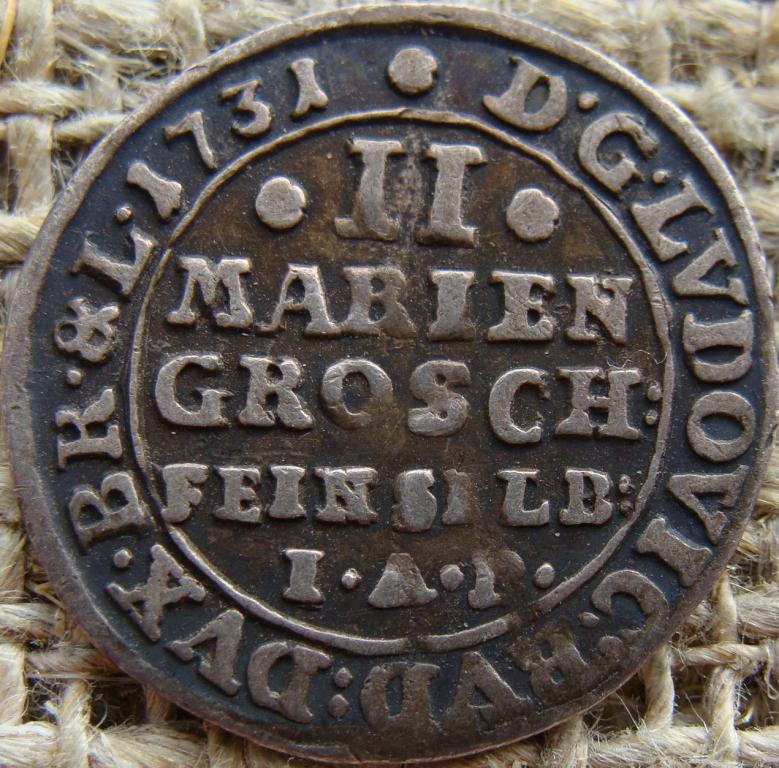 D·G·LVDOVIC:RVD:DVX·BR·&·L·1731
· II ·
MARIEN
GROSCH:
FEIN SILB:
I·A·P·